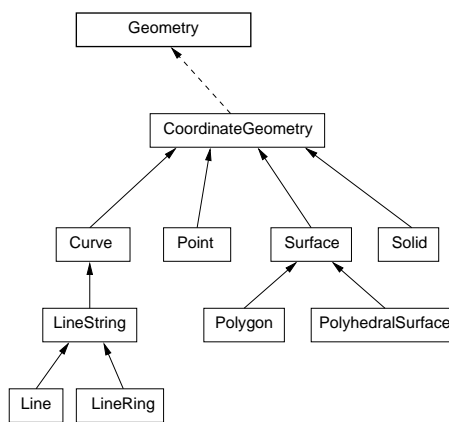 Geometry
CoordinateGeometry
Curve
Point
Surface
Solid
LineString
Polygon
PolyhedralSurface
Line
LineRing